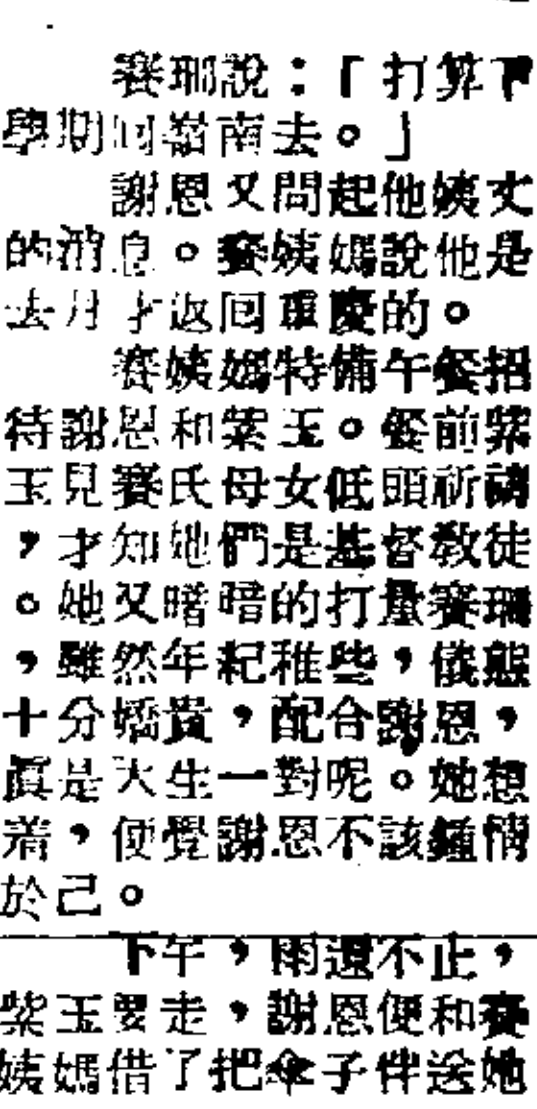 賽珊說：「打算下
學期回嶺南去。」
謝恩又問起他姨丈
的消息。賽姨媽說他是
去月才返回重慶的。
賽姨媽特備午餐招
待謝恩和紫玉。餐前紫
玉見賽氏母女低頭祈禱
，才知她們是基督教徒
。她又暗暗的打量賽珊
，雖然年紀稚些，儀態
十分嬌貴，配合謝恩，
眞是天生一對呢。她想
着，便覺謝恩不該鍾情
於己。
下午，雨還不止，
紫玉要走，謝恩便和賽
姨媽借了把傘子伴送她